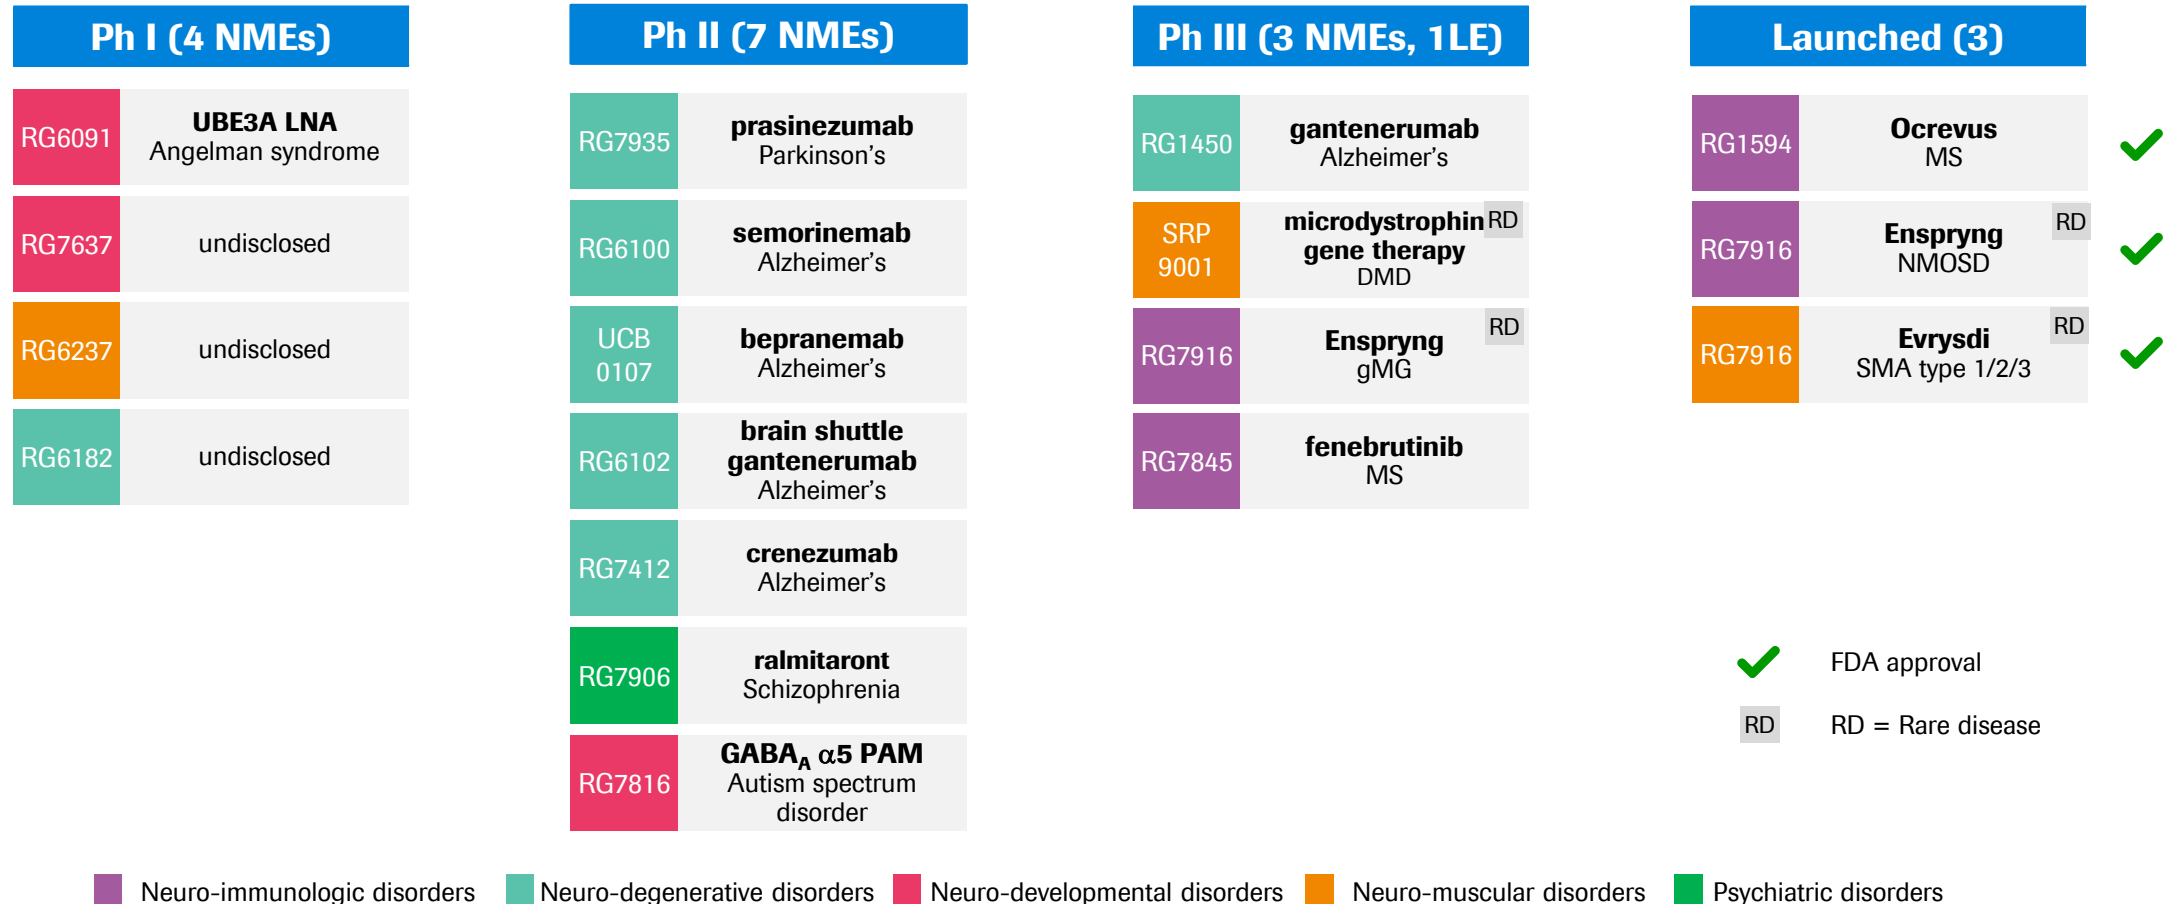 Ph I (4 NMEs)
RG6091
UBE3A LNA
Angelman syndrome
RG7637
undisclosed
RG6237
undisclosed
RG6182
undisclosed
Ph II (7 NMEs)
RG7935
prasinezumab
Parkinson's
RG6100
semorinemab
Alzheimer's
UCB
0107
bepranemab
Alzheimer's
RG6102
brain shuttle
gantenerumab
Alzheimer's
RG7412
crenezumab
Alzheimer's
RG7906
ralmitaront
Schizophrenia
RG7816
GABAA α5 PAM
Autism spectrum
disorder
Ph III (3 NMEs, 1LE)
RG1450
gantenerumab
Alzheimer's
SRP
9001
microdystrophin
gene therapy
DMD
RD
RG7916
Enspryng
gMG
RD
RG7845
fenebrutinib
MS
Launched (3)
RG1594
Ocrevus
MS
RG7916
Enspryng
NMOSD
RD
RG7916
Evrysdi
SMA type 1/2/3
RD
FDA approval
RD
RD = Rare disease
Neuro-immunologic disorders
Neuro-degenerative disorders
Neuro-developmental disorders
Neuro-muscular disorders
Psychiatric disorders